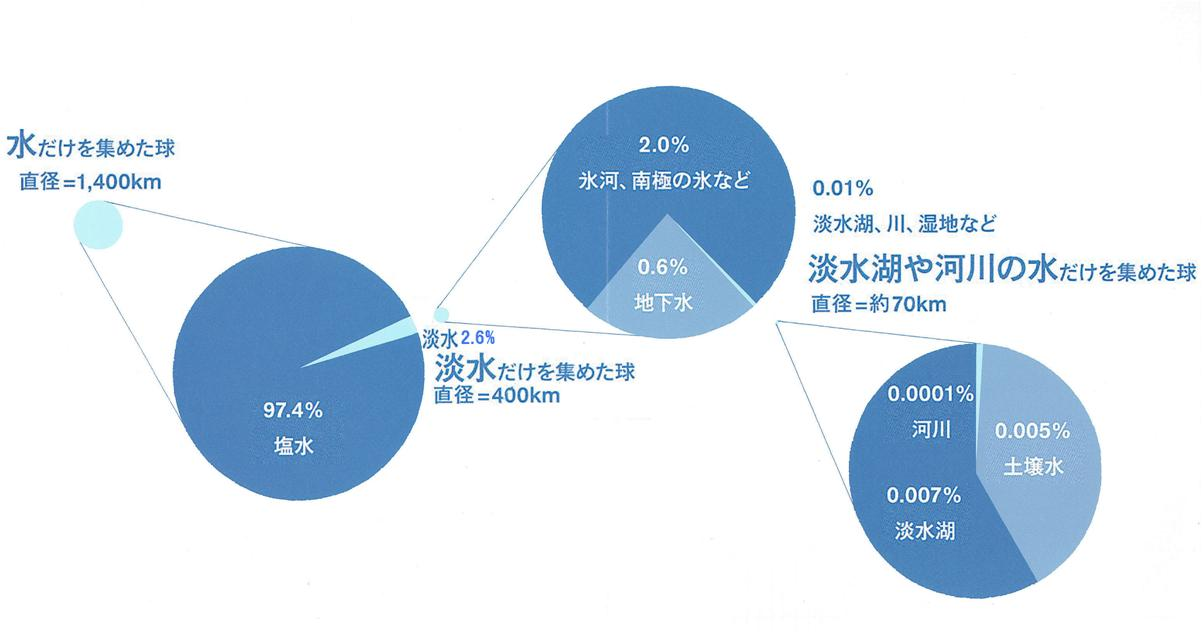 水だけを集めた球
直径=1,400km
97.4%
塩水
淡水2.6%
淡水だけを集めた球
直径=400km
2.0%
氷河、南極の氷など
0.6%
地下水
0.01%
淡水湖、川、湿地など
淡水湖や河川の水だけを集めた球
直径=約70km
0.0001%
河川
0.005%
土壌水
0.007%
淡水湖